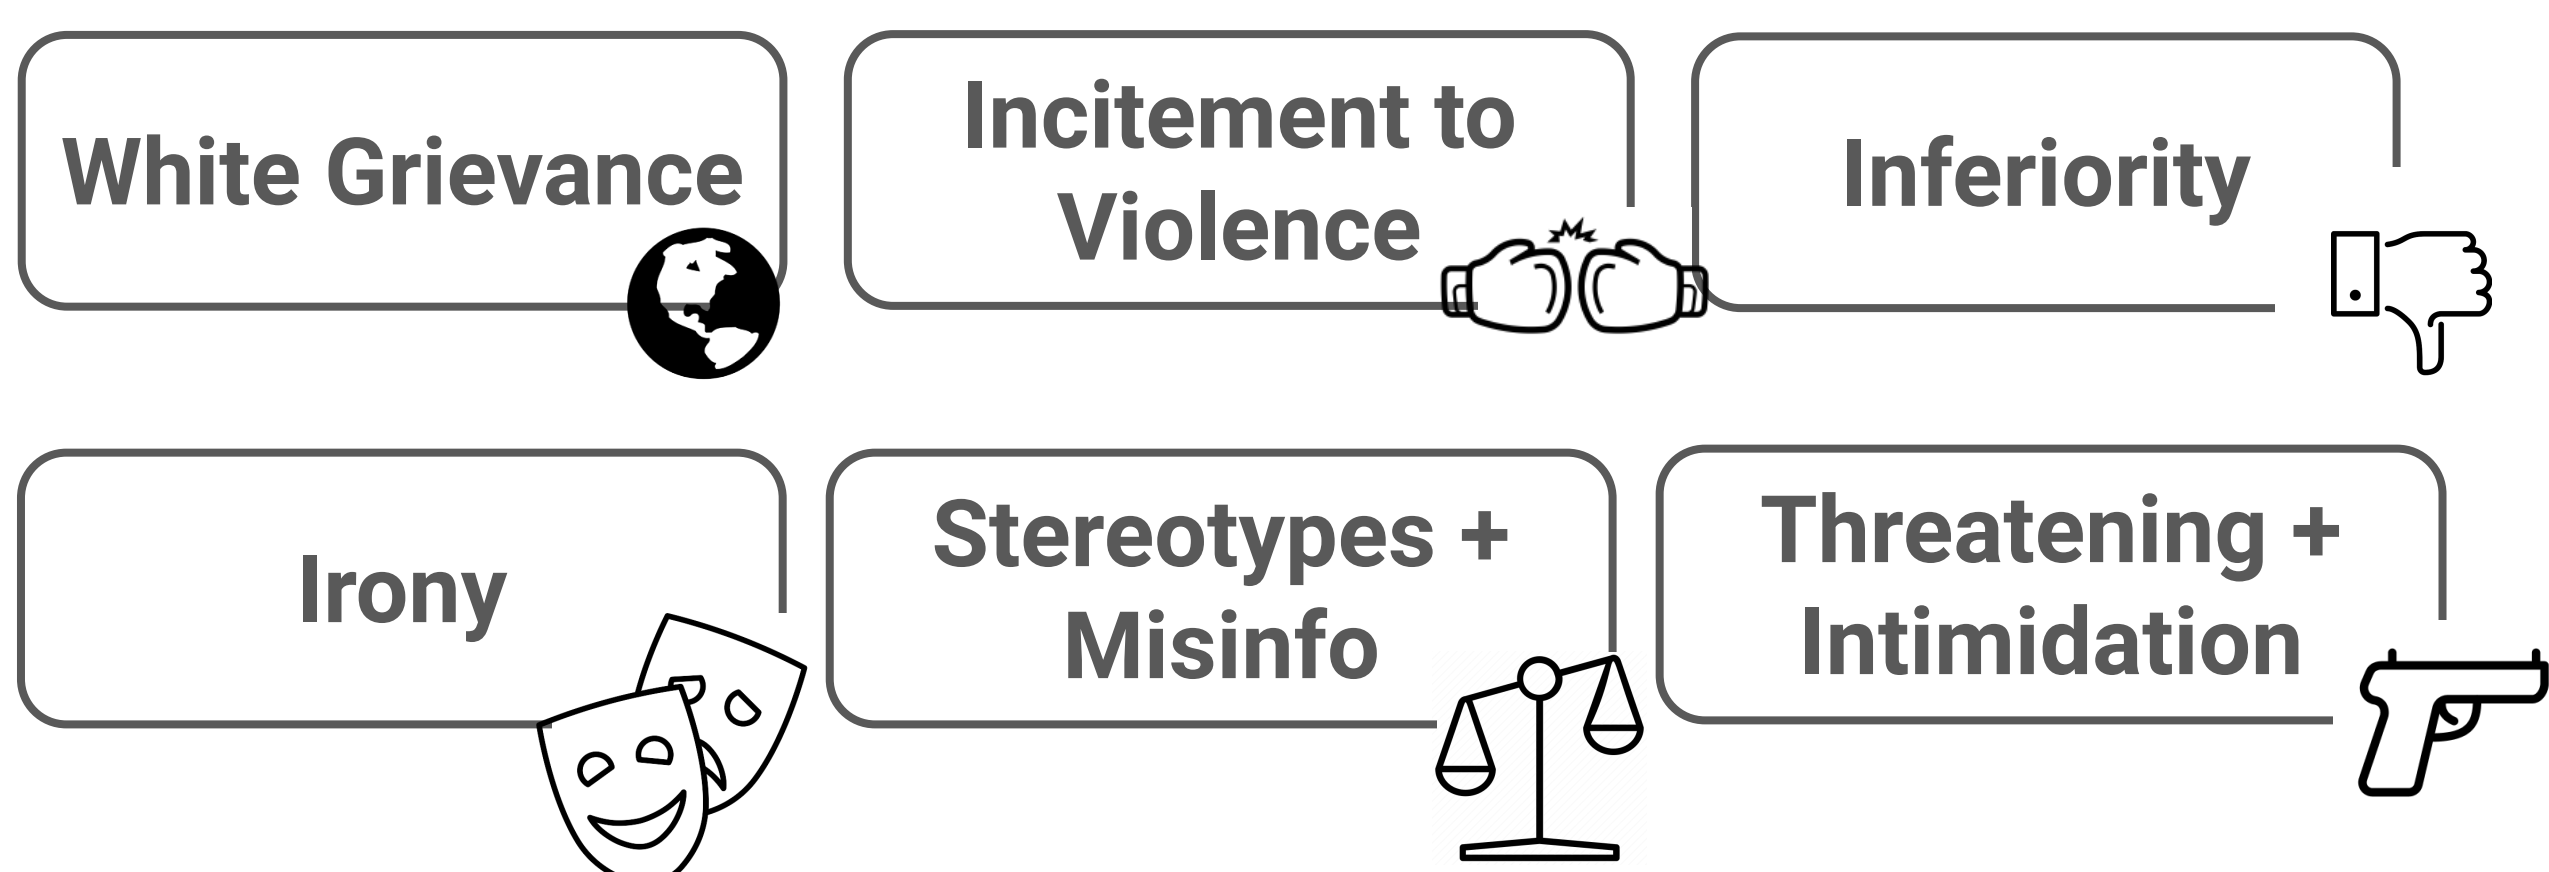 White Grievance
Incitement to
Violence
Inferiority
Irony
Stereotypes +
Misinfo
Threatening +
Intimidation